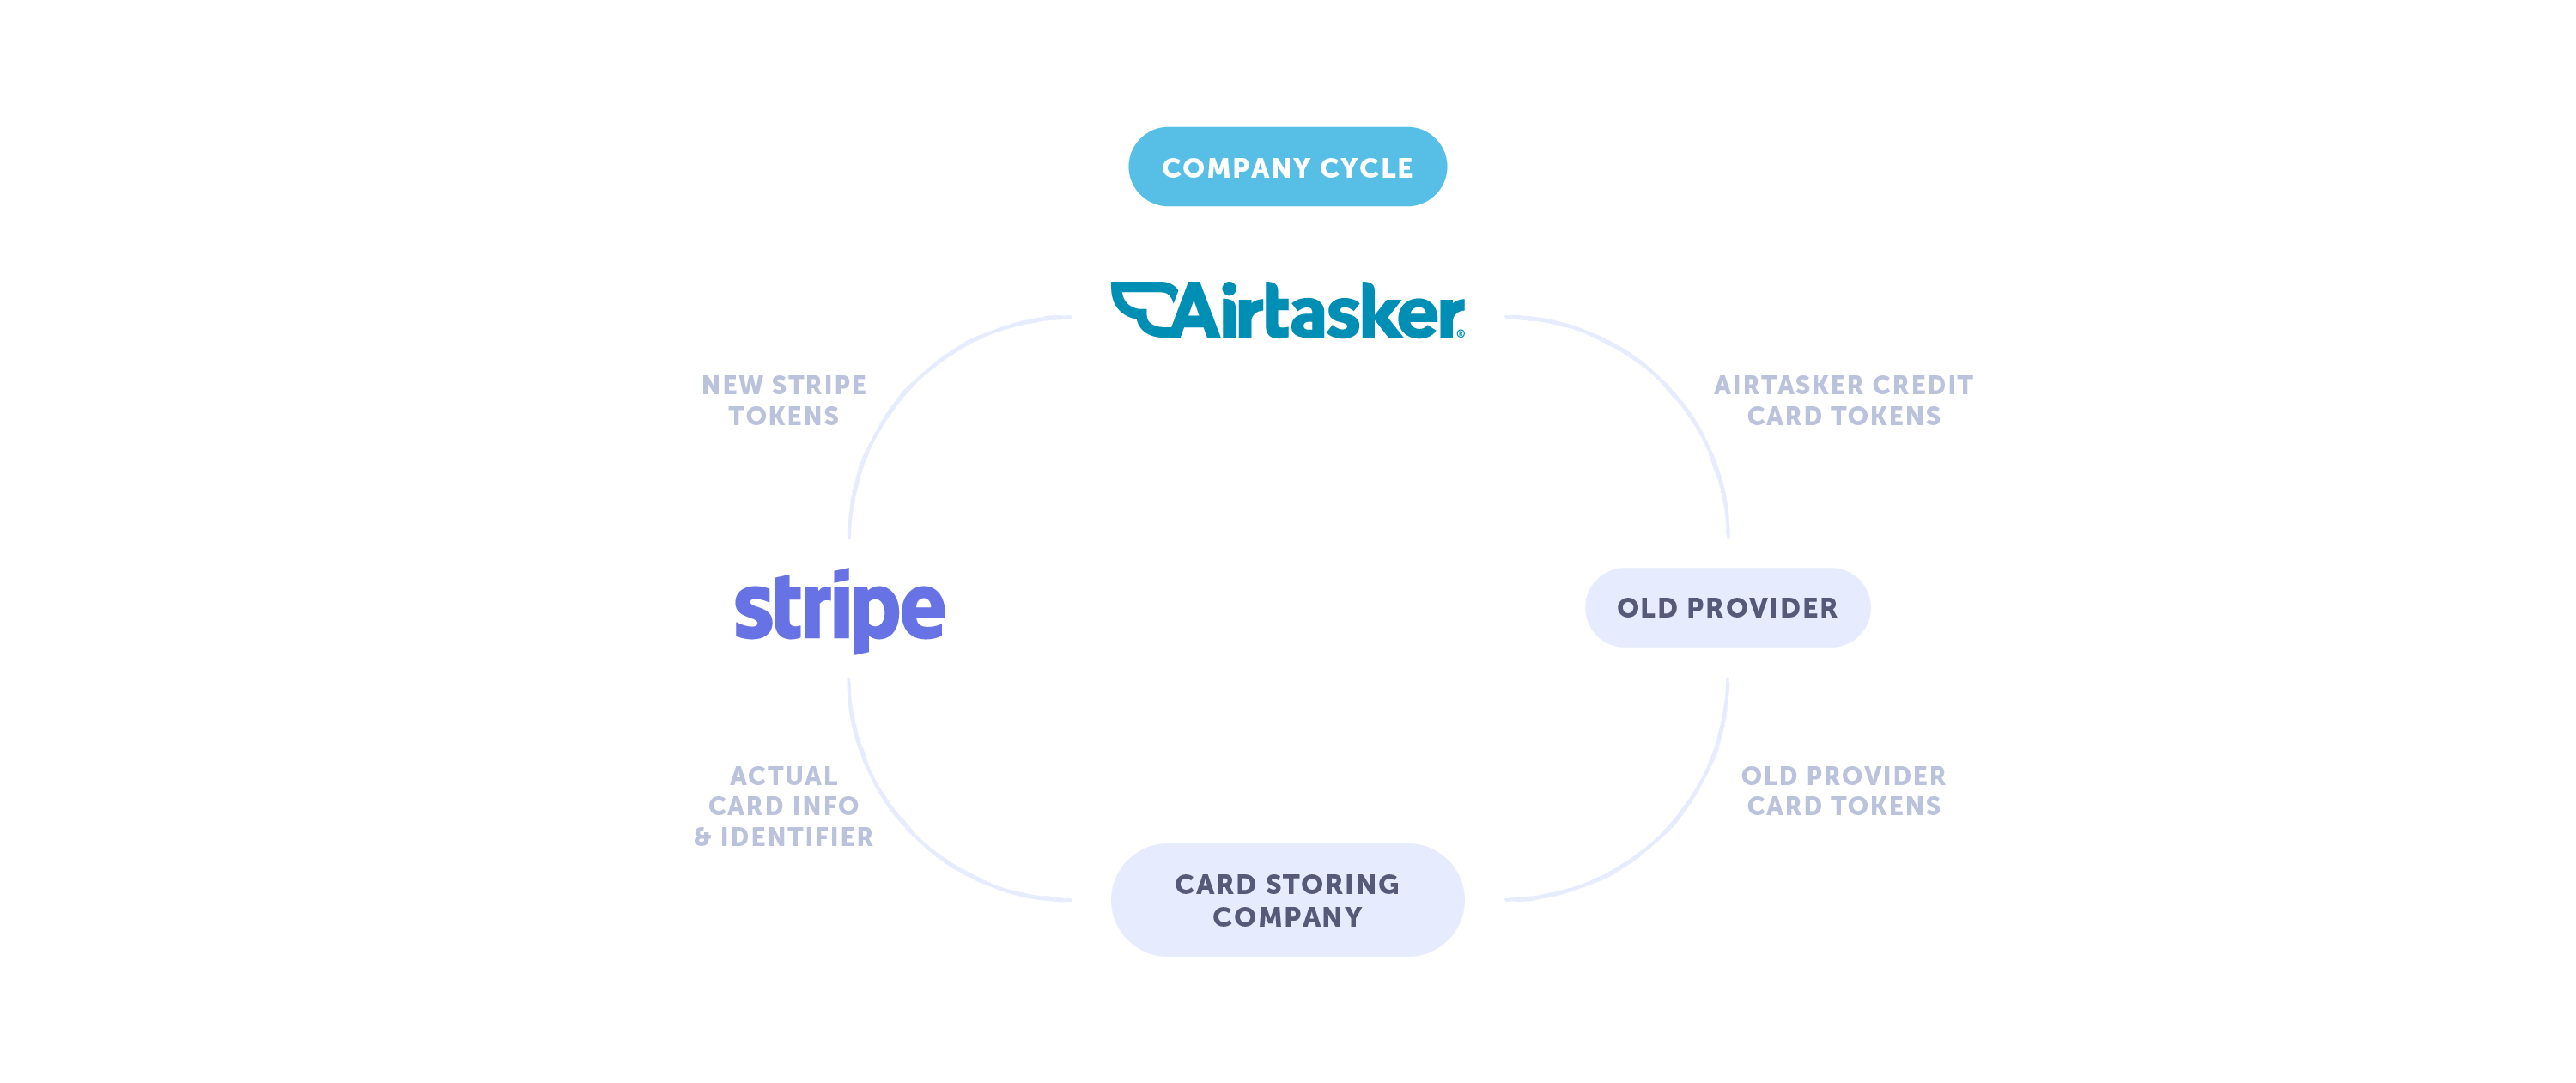 COMPANY CYCLE
Airtasker®
NEW STRIPE
TOKENS
AIRTASKER CREDIT
CARD TOKENS
stripe
OLD PROVIDER
ACTUAL
CARD INFO
& IDENTIFIER
OLD PROVIDER
CARD TOKENS
CARD STORING
COMPANY